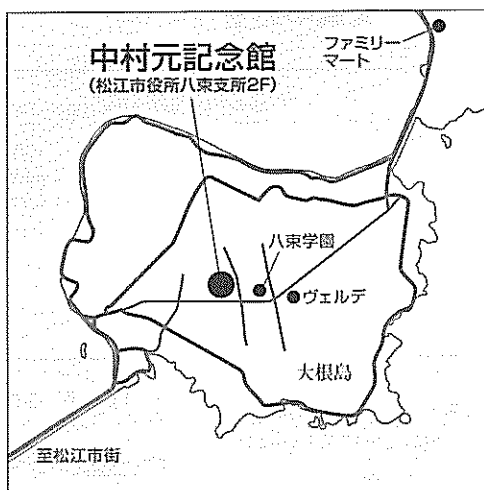 中村元記念館
(松江市役所八束支所2F)
ファミリー
マート
八束学園
ヴェルデ
大根島
至松江市街